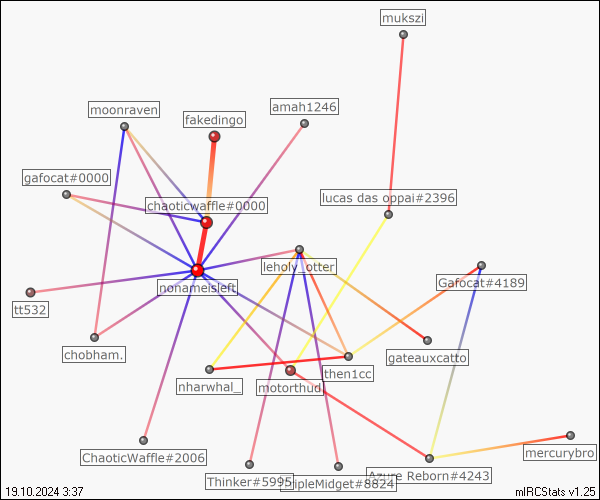 mukszi
amah1246
moonraven
fakedingo
gafocat#0000
lucas das oppai#2396
chaoticwaffle#0000
leholy_otter
Gafocat#4189
nonameisleft
tt532
chobham.
gateauxcatto
then1cc
nharwhal_
motorthud
mercurybro
ChaoticWaffle#2006
Azure Reborn#4243
Thinker#5995
ipleMidget#8824
19.10.2024 3:37
mIRCStats v1.25